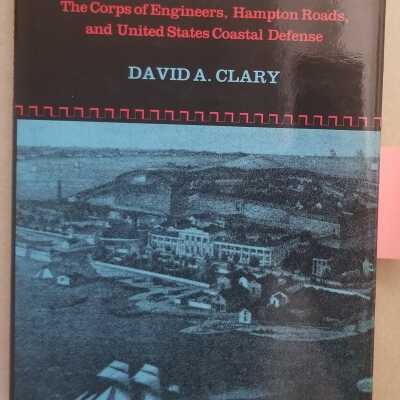 The Corps of Engineers, Hampton Roads,
and United States Coastal Defense
DAVID A. CLARY